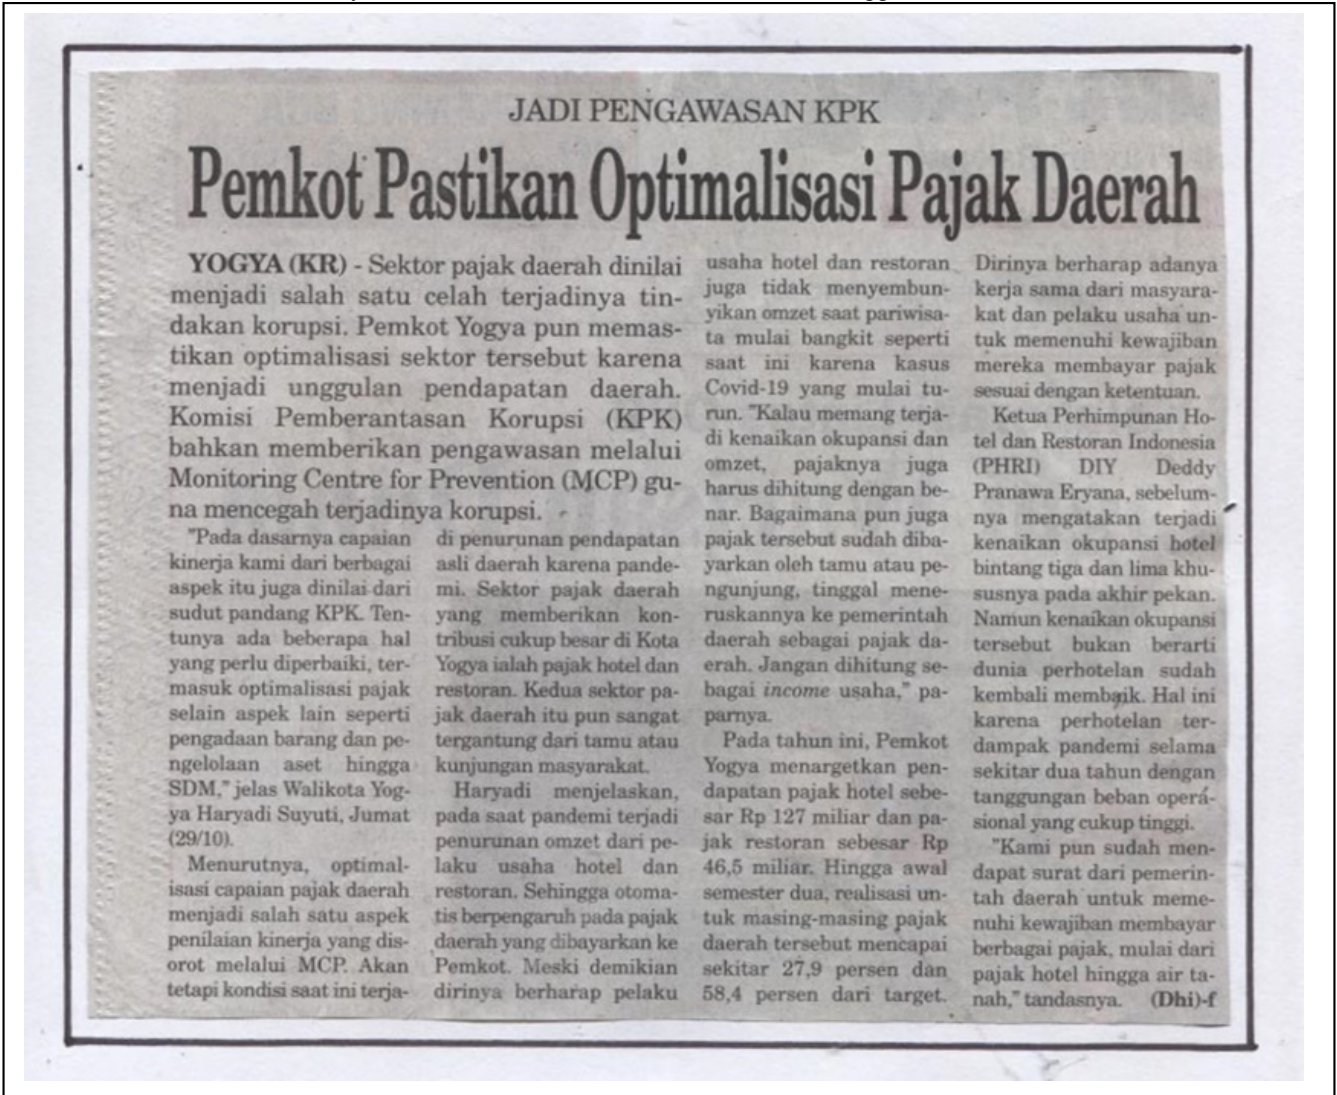 JADI PENGAWASAN KPK
Pemkot Pastikan Optimalisasi Pajak Daerah
YOGYA (KR) - Sektor pajak daerah dinilai
menjadi salah satu celah terjadinya tin-
dakan korupsi. Pemkot Yogya pun memas-
tikan optimalisasi sektor tersebut karena
menjadi unggulan pendapatan daerah.
Komisi Pemberantasan Korupsi (KPK)
bahkan memberikan pengawasan melalui
Monitoring Centre for Prevention (MCP) gu-
na mencegah terjadinya korupsi.
"Pada dasarnya capaian
kinerja kami dari berbagai
aspek itu juga dinilai dari
sudut pandang KPK. Ten-
tunya ada beberapa hal
yang perlu diperbaiki, ter-
masuk optimalisasi pajak
selain aspek lain seperti
pengadaan barang dan pe-
ngelolaan aset hingga
SDM," jelas Walikota Yog-
ya Haryadi Suyuti, Jumat
(29/10).
Menurutnya, optimal-
isasi capaian pajak daerah
menjadi salah satu aspek
penilaian kinerja yang dis-
orot melalui MCP. Akan
tetapi kondisi saat ini terja-
di penurunan pendapatan
asli daerah karena pande-
mi. Sektor pajak daerah
yang memberikan kon-
tribusi cukup besar di Kota
Yogya ialah pajak hotel dan
restoran. Kedua sektor pa-
jak daerah itu pun sangat
tergantung dari tamu atau
kunjungan masyarakat.
Haryadi menjelaskan,
pada saat pandemi terjadi
penurunan omzet dari pe-
laku usaha hotel dan
restoran. Sehingga otoma-
tis berpengaruh pada pajak
daerah yang dibayarkan ke
Pemkot. Meski demikian
dirinya berharap pelaku
usaha hotel dan restoran
juga tidak menyembun-
yikan omzet saat pariwisa-
ta mulai bangkit seperti
saat ini karena kasus
Covid-19 yang mulai tu-
run. "Kalau memang terja-
di kenaikan okupansi dan
omzet, pajaknya juga
harus dihitung dengan be-
nar. Bagaimana pun juga
pajak tersebut sudah diba-
yarkan oleh tamu atau pe-
ngunjung, tinggal mene-
ruskannya ke pemerintah
daerah sebagai pajak da-
erah. Jangan dihitung se-
bagai income usaha," pa-
parnya.
Pada tahun ini, Pemkot
Yogya menargetkan pen-
dapatan pajak hotel sebe-
sar Rp 127 miliar dan pa-
jak restoran sebesar Rp
46,5 miliar. Hingga awal
semester dua, realisasi un-
tuk masing-masing pajak
daerah tersebut mencapai
sekitar 27,9 persen dan
58,4 persen dari target.
Dirinya berharap adanya
kerja sama dari masyara-
kat dan pelaku usaha un-
tuk memenuhi kewajiban
mereka membayar pajak
sesuai dengan ketentuan.
Ketua Perhimpunan Ho-
tel dan Restoran Indonesia
(PHRI) DIY Deddy
Pranawa Eryana, sebelum-
nya mengatakan terjadi
kenaikan okupansi hotel
bintang tiga dan lima khu-
susnya pada akhir pekan.
Namun kenaikan okupansi
tersebut bukan berarti
dunia perhotelan sudah
kembali membaik. Hal ini
karena perhotelan ter-
dampak pandemi selama
sekitar dua tahun dengan
tanggungan beban opera-
sional yang cukup tinggi.
"Kami pun sudah men-
dapat surat dari pemerin-
tah daerah untuk meme-
nuhi kewajiban membayar
berbagai pajak, mulai dari
pajak hotel hingga air ta-
nah," tandasnya. (Dhi)-f